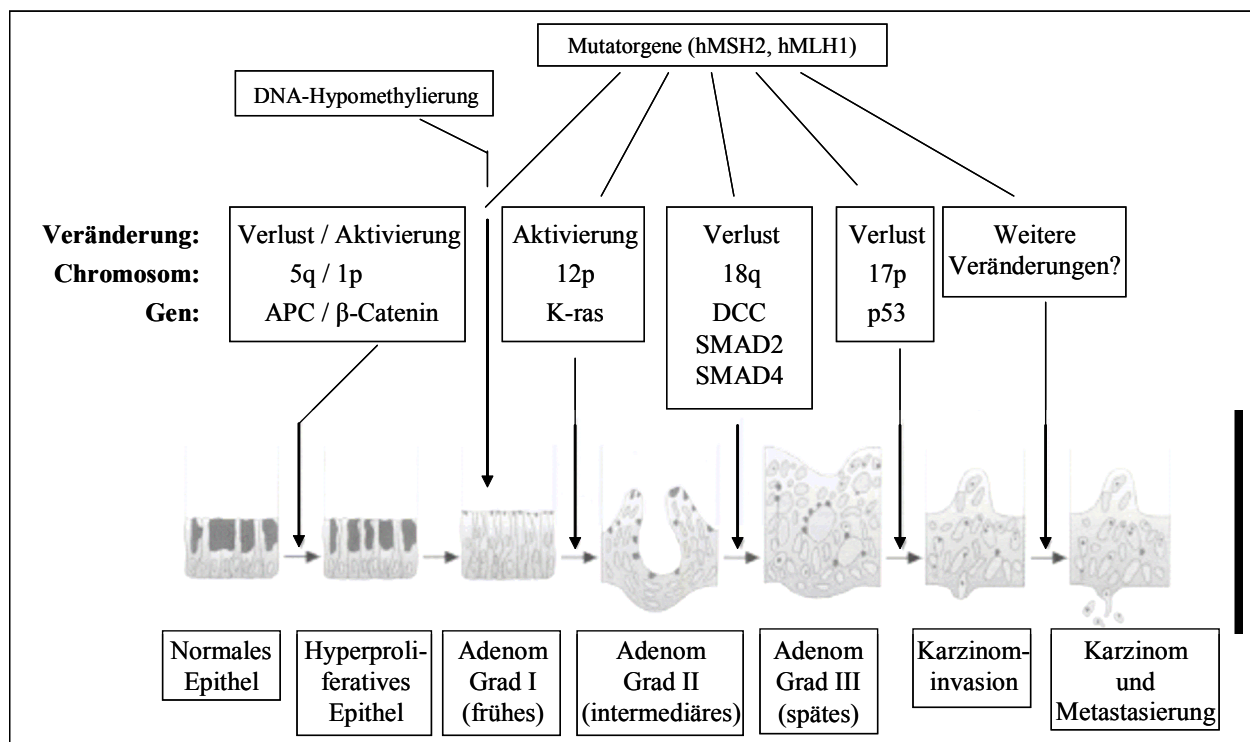 Mutatorgene (hMSH2, hMLH1)
DNA-Hypomethylierung
Veränderung:
Chromosom:
Gen:
Verlust / Aktivierung
5q / 1p
APC / β-Catenin
Aktivierung
12p
K-ras
Verlust
18q
DCC
SMAD2
SMAD4
Verlust
17p
p53
Weitere
Veränderungen?
Normales
Epithel
Hyperproli-
feratives
Epithel
Adenom
Grad I
(frühes)
Adenom
Grad II
(intermediäres)
Adenom
Grad III
(spätes)
Karzinom-
invasion
Karzinom
und
Metastasierung